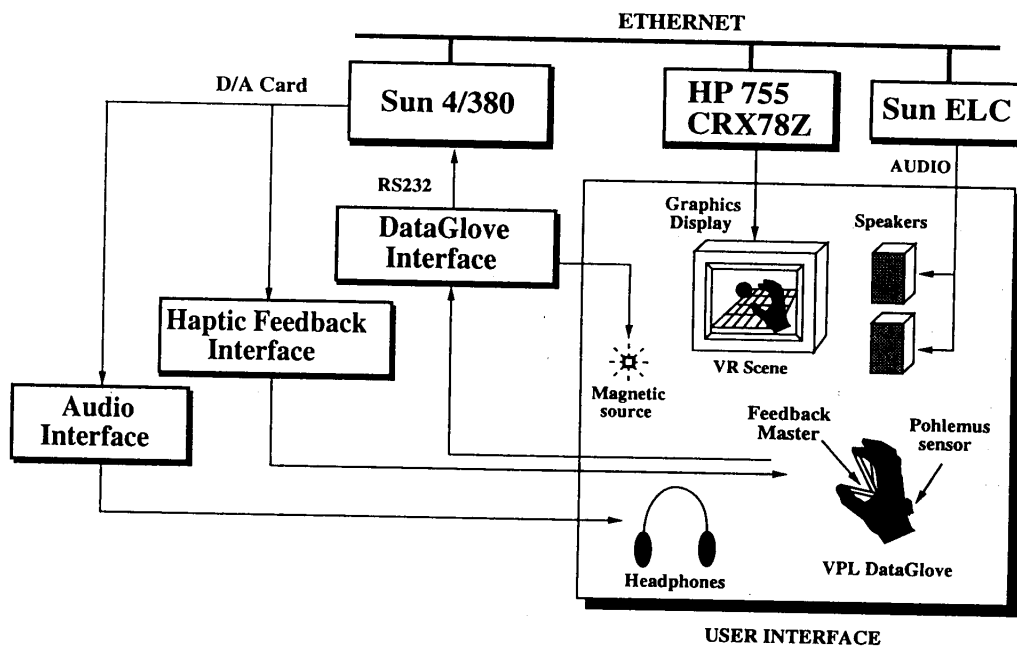 ETHERNET
D/A Card
Sun 4/380
HP 755
CRX78Z
Sun ELC
AUDIO
RS232
DataGlove
Interface
Graphics
Display
Speakers
Haptic Feedback
Interface
VR Scene
Magnetic
source
Audio
Interface
Feedback
Master
Pohlemus
sensor
Headphones
VPL DataGlove
USER INTERFACE